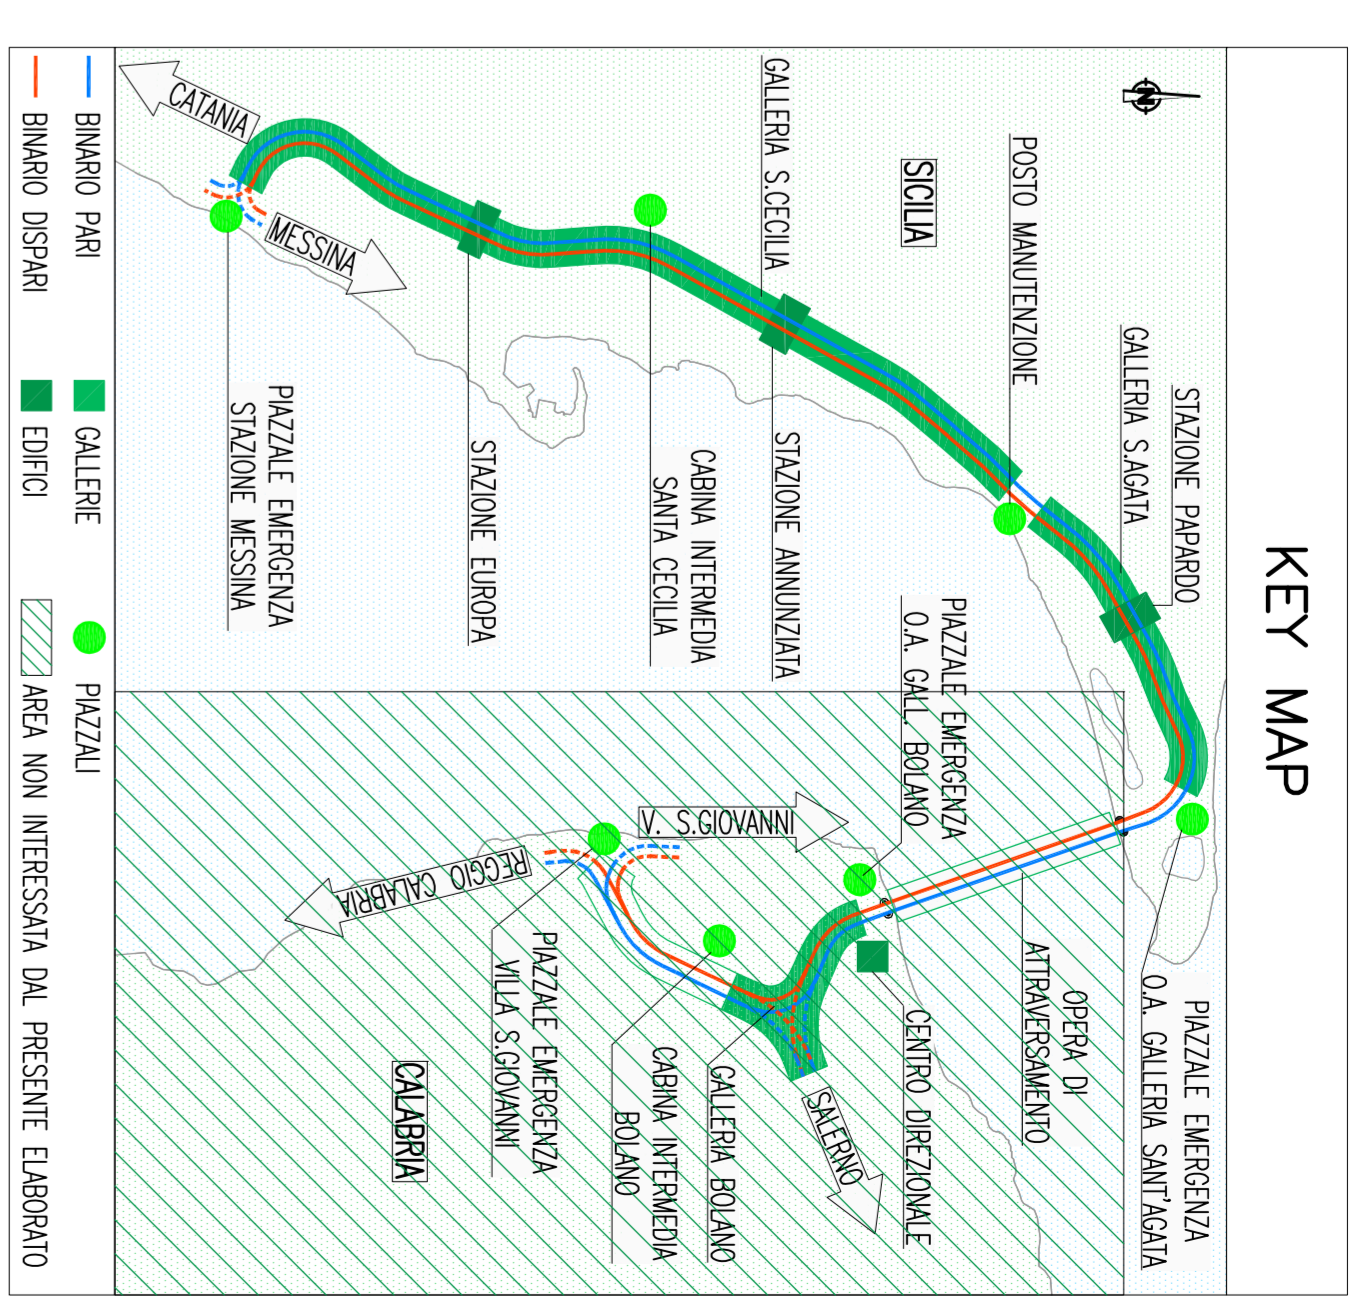 KEY MAP
N
STAZIONE PAPARDO
GALLERIA S.AGATA
POSTO MANUTENZIONE
SICILIA
GALLERIA S.CECILIA
CATANIA
MESSINA
PIAZZALE EMERGENZA
O.A. GALLERIA SANT'AGATA
OPERA DI
ATTRAVERSAMENTO
PIAZZALE EMERGENZA
O.A. GALL. BOLANO
CENTRO DIREZIONALE
STAZIONE ANNUNZIATA
CABINA INTERMEDIA
SANTA CECILIA
STAZIONE EUROPA
PIAZZALE EMERGENZA
STAZIONE MESSINA
V. S.GIOVANNI
SALERNO
GALLERIA BOLANO
CABINA INTERMEDIA
BOLANO
REGGIO CALABRIA
PIAZZALE EMERGENZA
VILLA S.GIOVANNI
CALABRIA
BINARIO PARI
GALLERIE
PIAZZALI
BINARIO DISPARI
EDIFICI
AREA NON INTERESSATA DAL PRESENTE ELABORATO